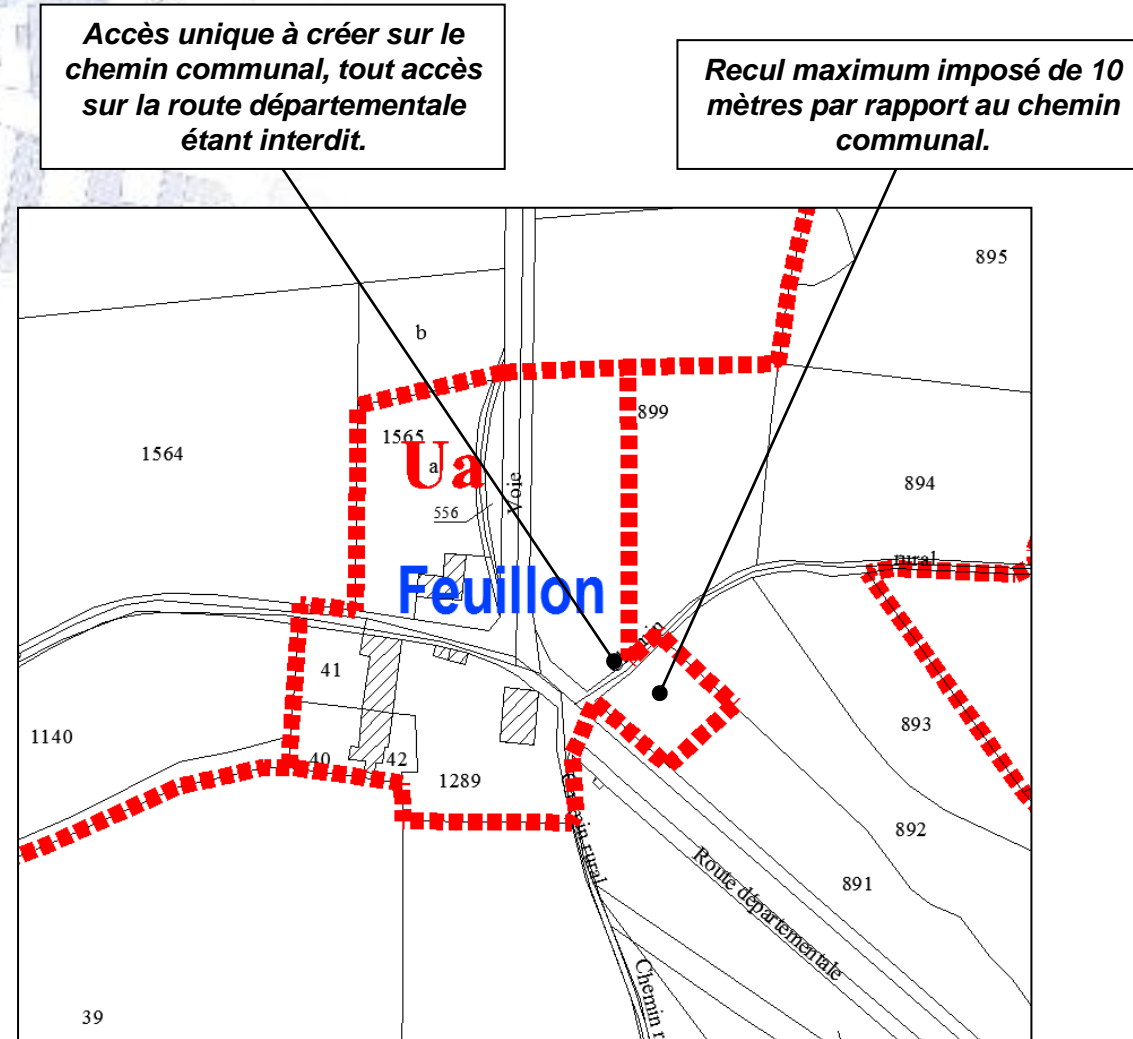 Accès unique à créer sur le
chemin communal, tout accès
sur la route départementale
étant interdit.
Recul maximum imposé de 10
mètres par rapport au chemin
communal.
895
b
899
1565
1564
Ua
a
894
Voie
556
rural
Feuillon
41
893
1140
40
42
1289
892
Chemin rural
Route départementale
891
Chemin r
39